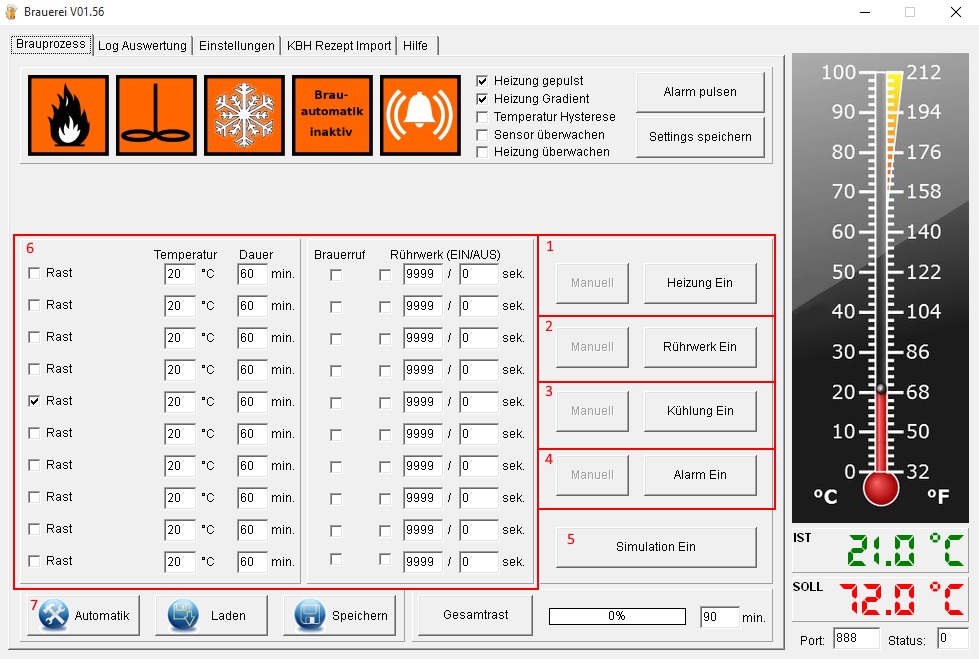 Brauerei V01.56
Brauprozess Log Auswertung Einstellungen KBH Rezept Import Hilfe
Brau-
automatik
inaktiv
Heizung gepulst
Heizung Gradient
Temperatur Hysterese
Sensor überwachen
Heizung überwachen
Alarm pulsen
Settings speichern
6
Temperatur Dauer Brauerruf Rührwerk (EIN/AUS)
Rast 20 °C 60 min. 9999 / 0 sek.
Rast 20 °C 60 min. 9999 / 0 sek.
Rast 20 °C 60 min. 9999 / 0 sek.
Rast 20 °C 60 min. 9999 / 0 sek.
Rast 20 °C 60 min. 9999 / 0 sek.
Rast 20 °C 60 min. 9999 / 0 sek.
Rast 20 °C 60 min. 9999 / 0 sek.
Rast 20 °C 60 min. 9999 / 0 sek.
Rast 20 °C 60 min. 9999 / 0 sek.
Rast 20 °C 60 min. 9999 / 0 sek.
1
Manuell Heizung Ein
2
Manuell Rührwerk Ein
3
Manuell Kühlung Ein
4
Manuell Alarm Ein
5 Simulation Ein
7 Automatik Laden Speichern Gesamtrast 0% 90 min.
100 212
90 194
80 176
70 158
60 140
50 122
40 104
30 86
20 68
10 50
0 32
°C °F
IST 21.0 °C
SOLL 72.0 °C
Port: 888 Status: 0